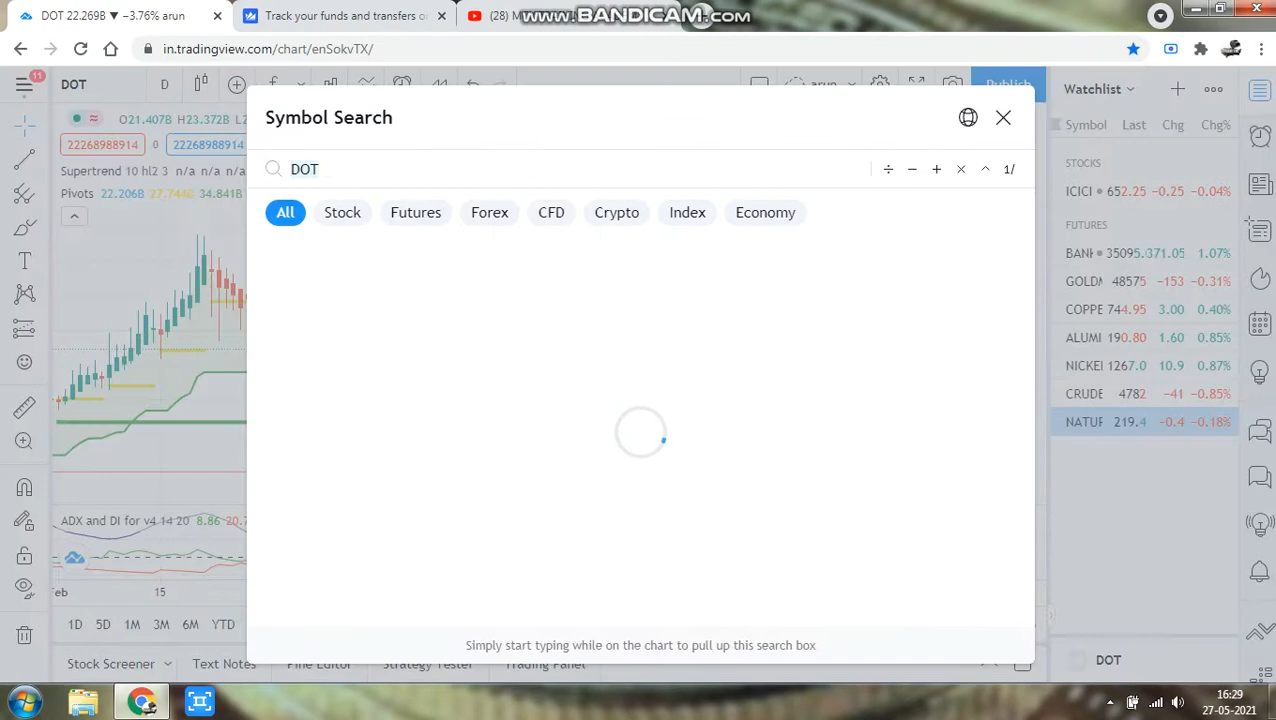 DOT 22.269B ▼ −3.76% arun
Track your funds and transfers o
(28) M
www.BANDICAM.com
in.tradingview.com/chart/enSokvTX/
11
DOT
D
arun
Publish
O21.407B H23.372B L2
22268988914 0 22268988914
Supertrend 10 hl2 3 n/a n/a n/a
Pivots 22.206B 27.744B 34.841B
ADX and DI for v4 14 20 8.86 20.7
Feb 15
1D 5D 1M 3M 6M YTD
Stock Screener Text Notes Pine Editor Strategy Tester Trading Panel
Symbol Search
DOT
÷ − + × ^ 1/
All Stock Futures Forex CFD Crypto Index Economy
Simply start typing while on the chart to pull up this search box
Watchlist
Symbol Last Chg Chg%
STOCKS
ICICI 652.25 −0.25 −0.04%
FUTURES
BANK 35095.371.05 1.07%
GOLDM 48575 −153 −0.31%
COPPE 744.95 3.00 0.40%
ALUMI 190.80 1.60 0.85%
NICKEI 1267.0 10.9 0.87%
CRUDE 4782 −41 −0.85%
NATUR 219.4 −0.4 −0.18%
DOT
16:29
27-05-2021